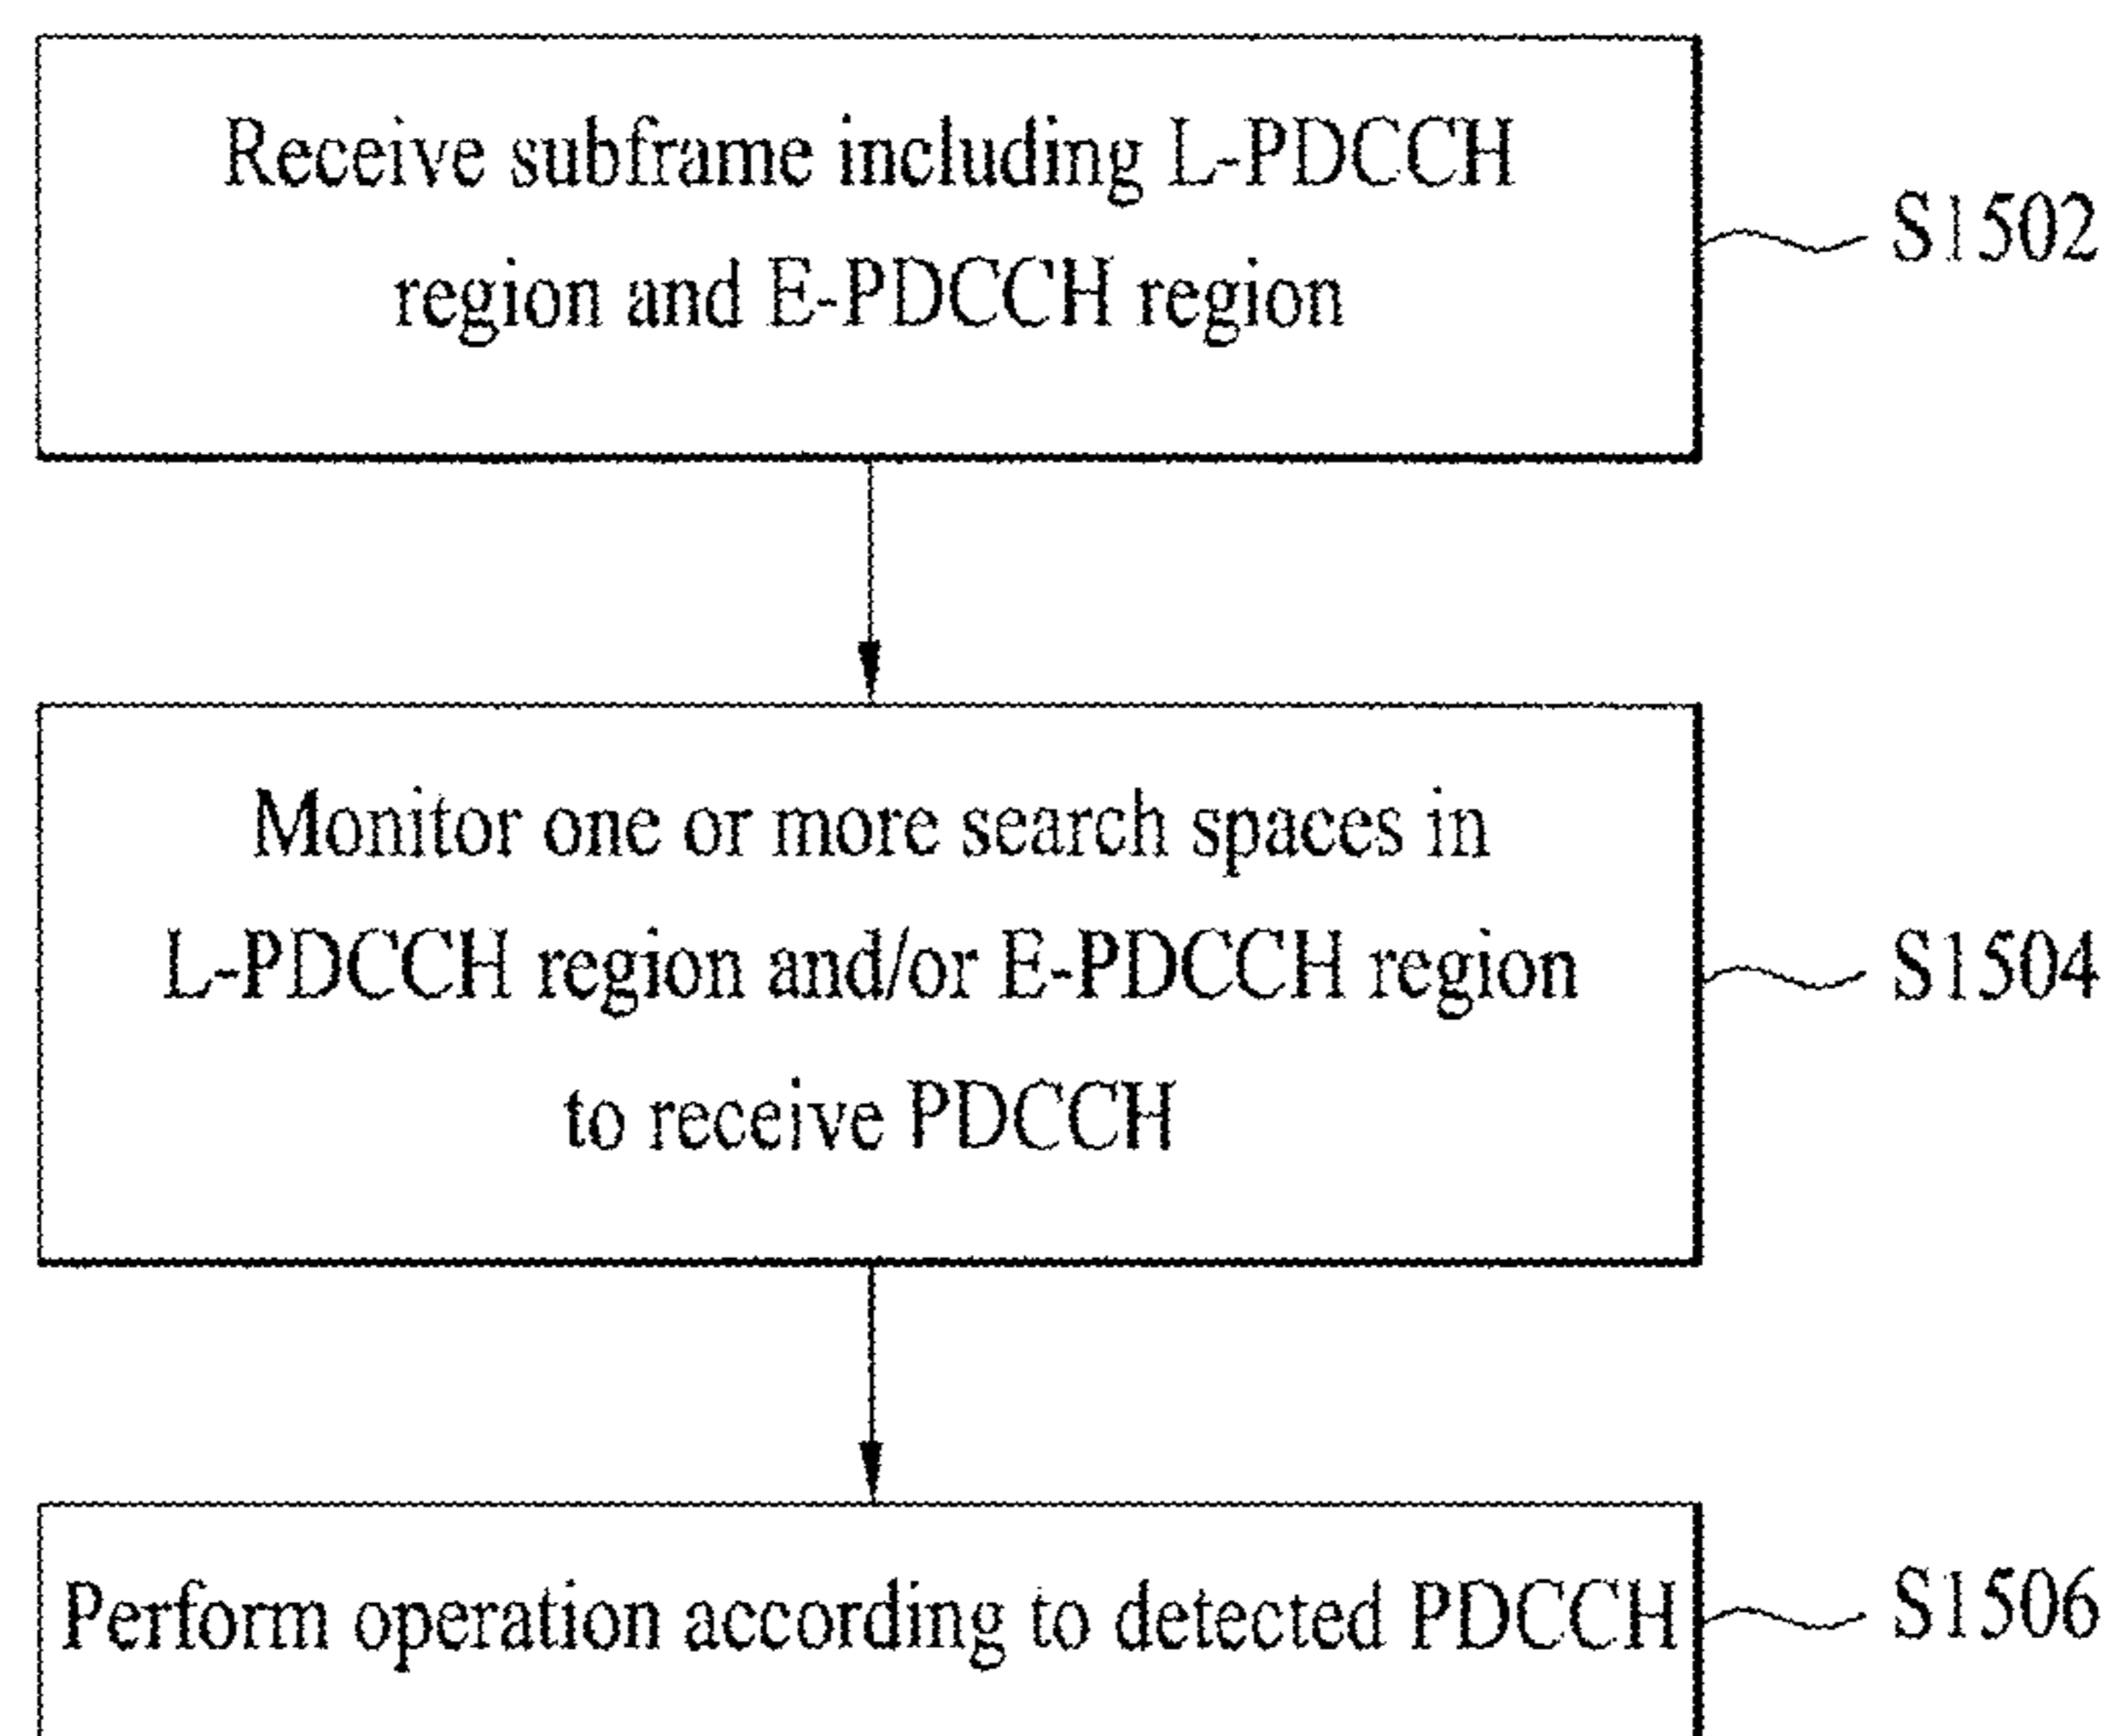 Receive subframe including L-PDCCH
region and E-PDCCH region
S1502
Monitor one or more search spaces in
L-PDCCH region and/or E-PDCCH region
to receive PDCCH
S1504
Perform operation according to detected PDCCH
S1506